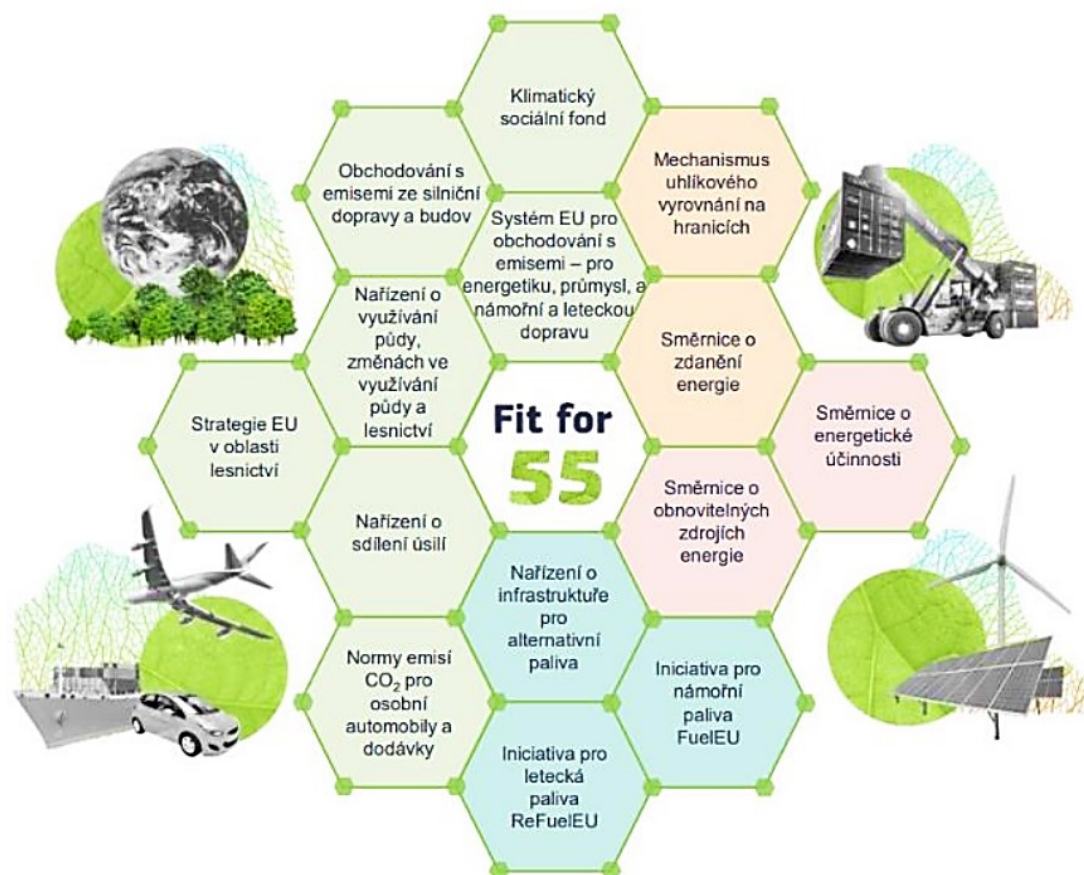 Klimatický
sociální fond
Obchodování s
emisemi ze silniční
dopravy a budov
Mechanismus
uhlíkového
vyrovnání na
hranicích
Systém EU pro
obchodování s
emisemi – pro
energetiku, průmysl, a
námořní a leteckou
dopravu
Nařízení o
využívání
půdy,
změnách ve
využívání
půdy a
lesnictví
Směrnice o
zdanění
energie
Strategie EU
v oblasti
lesnictví
Fit for
55
Směrnice o
energetické
účinnosti
Nařízení o
sdílení úsilí
Směrnice o
obnovitelných
zdrojích
energie
Nařízení o
infrastruktuře
pro
alternativní
paliva
Normy emisí
CO₂ pro
osobní
automobily a
dodávky
Iniciativa pro
námořní
paliva
FuelEU
Iniciativa pro
letecká
paliva
ReFuelEU